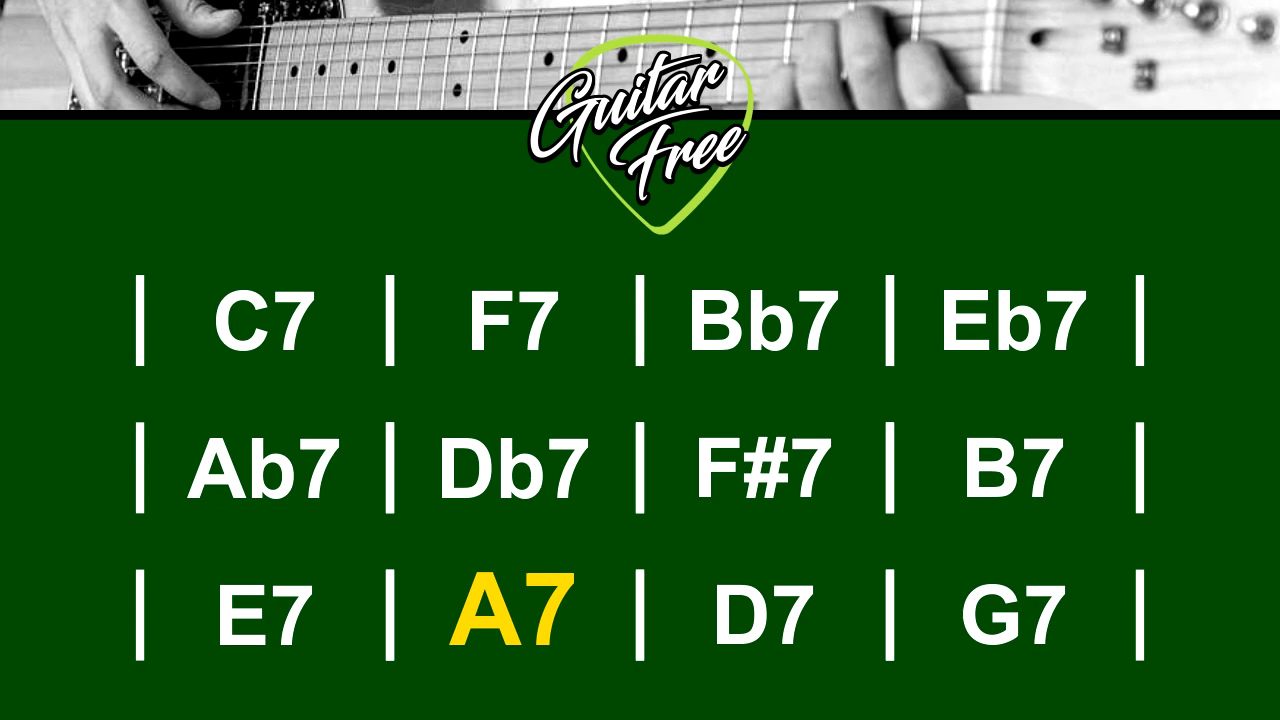 Guitar
Free
| C7 | F7 | Bb7 | Eb7 |
| Ab7 | Db7 | F#7 | B7 |
| E7 | A7 | D7 | G7 |